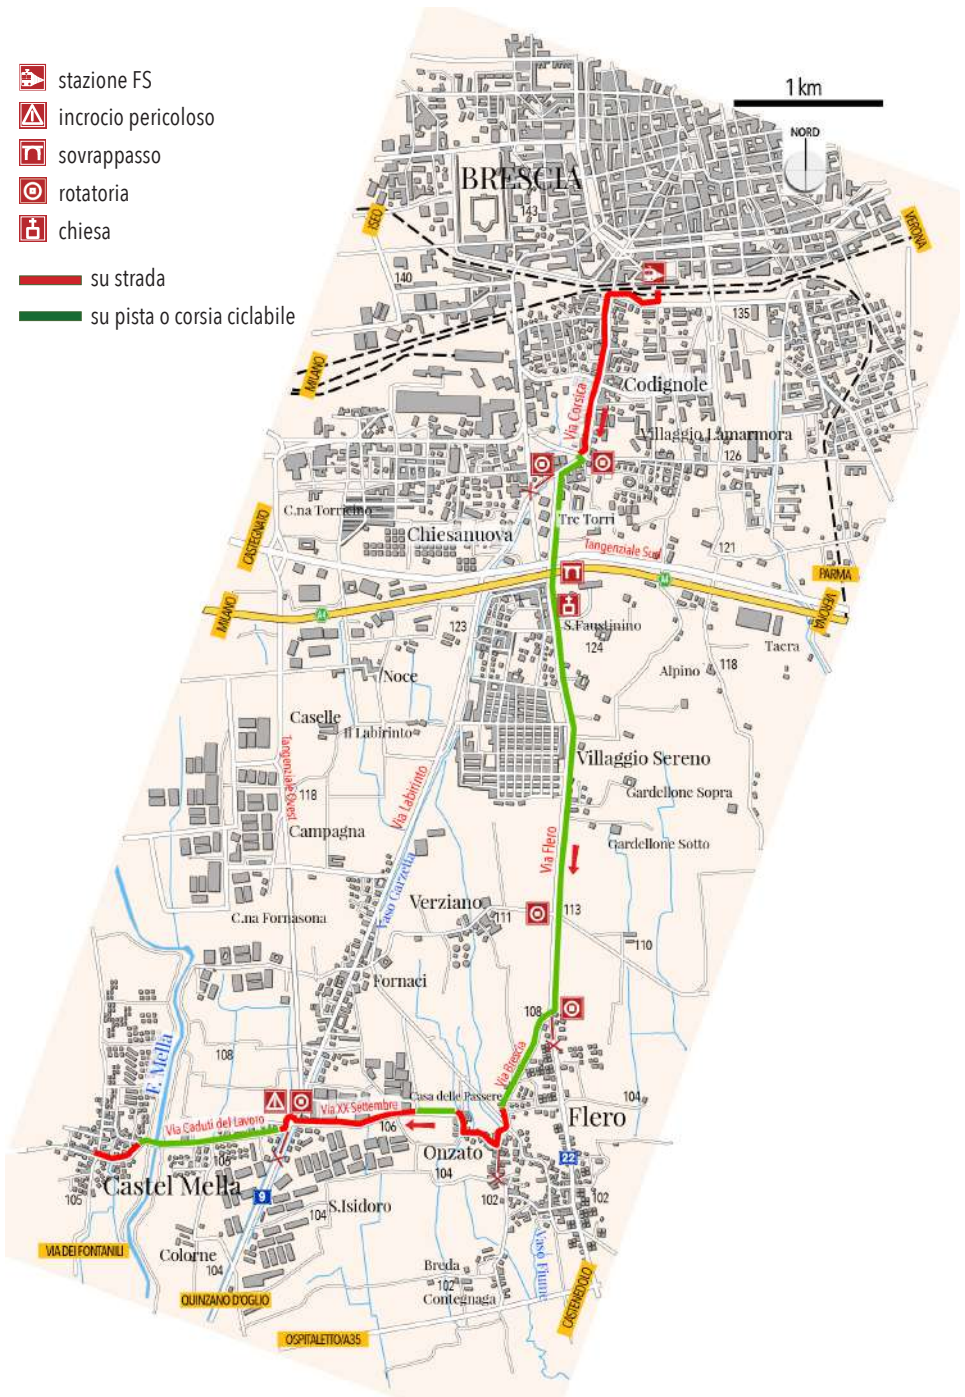 stazione FS
incrocio pericoloso
sovrappasso
rotatoria
chiesa
su strada
su pista o corsia ciclabile
1 km
NORD
BRESCIA
143
ISEO
VERONA
140
135
MILANO
Codignole
Via Corsica
Villaggio Lamarmora
126
C.na Torricino
Chiesanuova
Tre Torri
CASTEGNATO
Tangenziale Sud
121
PARMA
A4
A4
MILANO
VERONA
123
S.Faustinino
124
Tacra
Alpino
118
Noce
Caselle
Il Labirinto
Villaggio Sereno
Tangenziale Ovest
118
Via Labirinto
Gardellone Sopra
Campagna
Via Flero
Gardellone Sotto
Vaso Garzetta
Verziano
111
113
C.na Fornasona
110
Fornaci
108
F. Mella
108
Via Brescia
Casa delle Passere
104
Via XX Settembre
Via Caduti del Lavoro
106
Flero
106
Onzato
104
22
105
Castel Mella
9
102
102
S.Isidoro
104
Vaso Fiume
VIA DEI FONTANILI
Colorne
104
Breda
102
Contegnaga
QUINZANO D'OGLIO
CASTENEDOLO
OSPITALETTO/A35